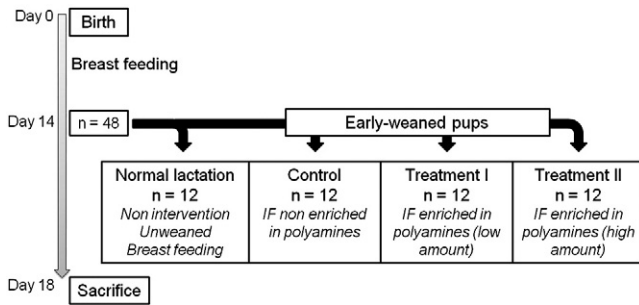 Day 0
Birth
Breast feeding
Day 14
n = 48
Early-weaned pups
Normal lactation
n = 12
Non intervention
Unweaned
Breast feeding
Control
n = 12
IF non enriched
in polyamines
Treatment I
n = 12
IF enriched in
polyamines (low
amount)
Treatment II
n = 12
IF enriched in
polyamines (high
amount)
Day 18
Sacrifice